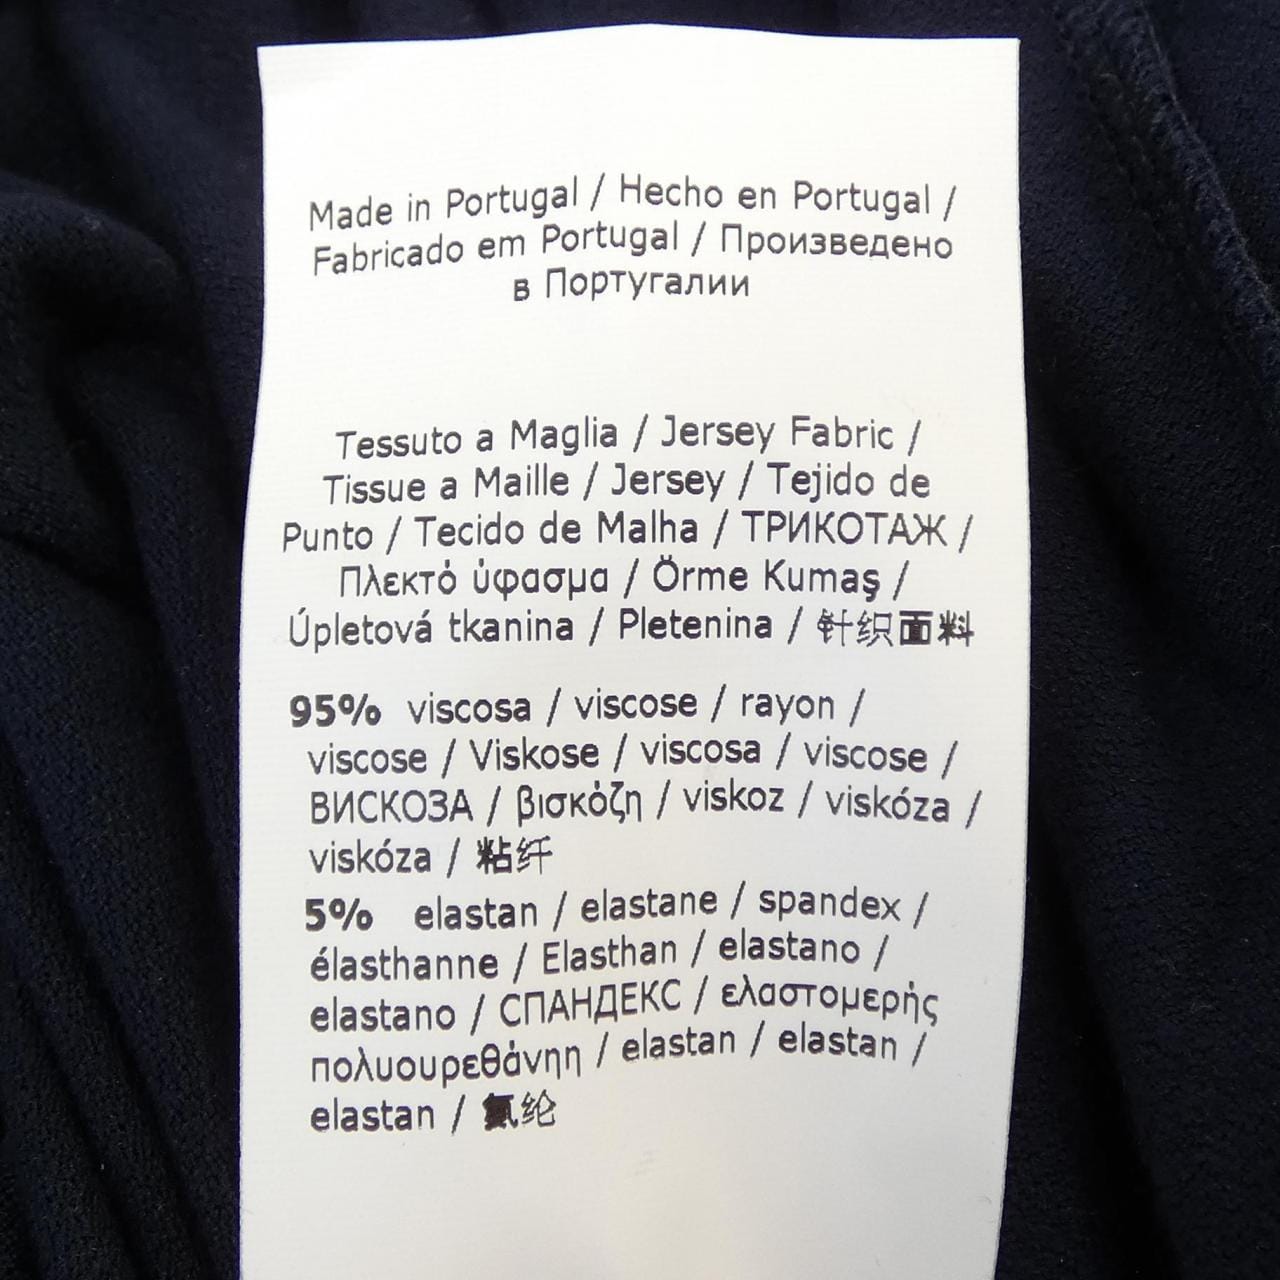 Made in Portugal / Hecho en Portugal /
Fabricado em Portugal / Произведено
в Португалии
Tessuto a Maglia / Jersey Fabric /
Tissue a Maille / Jersey / Tejido de
Punto / Tecido de Malha / ТРИКОТАЖ /
Πλεκτό ύφασμα / Örme Kumaş /
Úpletová tkanina / Pletenina / 针织面料
95% viscosa / viscose / rayon /
viscose / Viskose / viscosa / viscose /
ВИСКОЗА / βισκόζη / viskoz / viskóza /
viskóza / 粘纤
5% elastan / elastane / spandex /
élasthanne / Elasthan / elastano /
elastano / СПАНДЕКС / ελαστομερής
πολυουρεθάνηη / elastan / elastan /
elastan / 氨纶